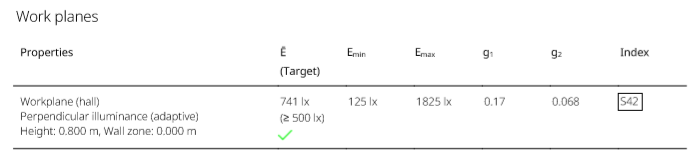 Work planes
Properties Ē Emin Emax g1 g2 Index
(Target)
Workplane (hall) 741 lx 125 lx 1825 lx 0.17 0.068 S42
Perpendicular illuminance (adaptive) (≥ 500 lx)
Height: 0.800 m, Wall zone: 0.000 m